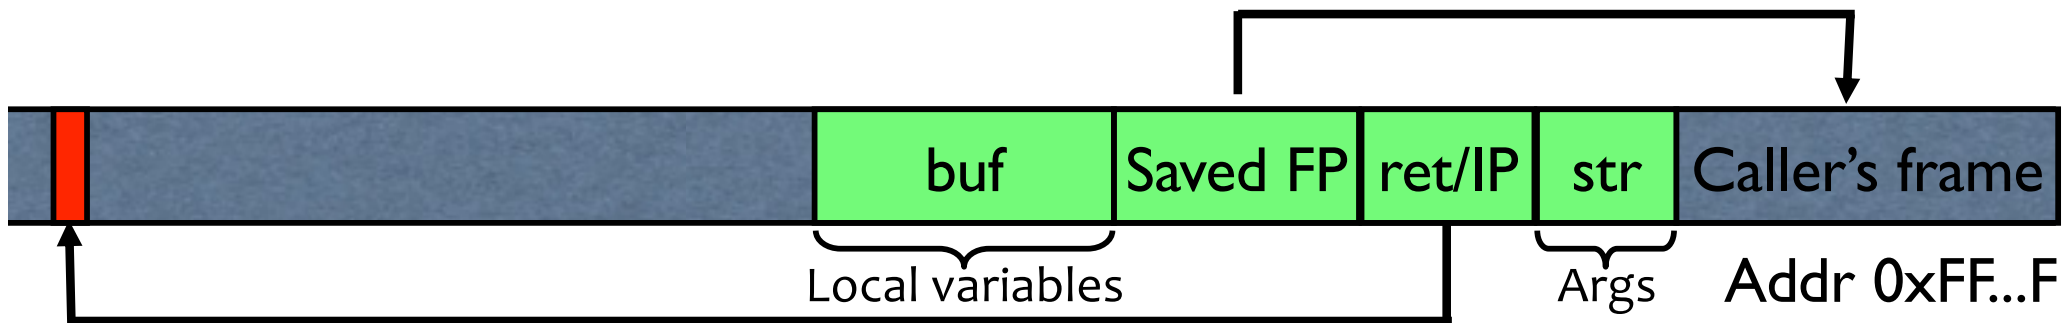 buf Saved FP ret/IP str Caller's frame
Local variables Args Addr 0xFF...F